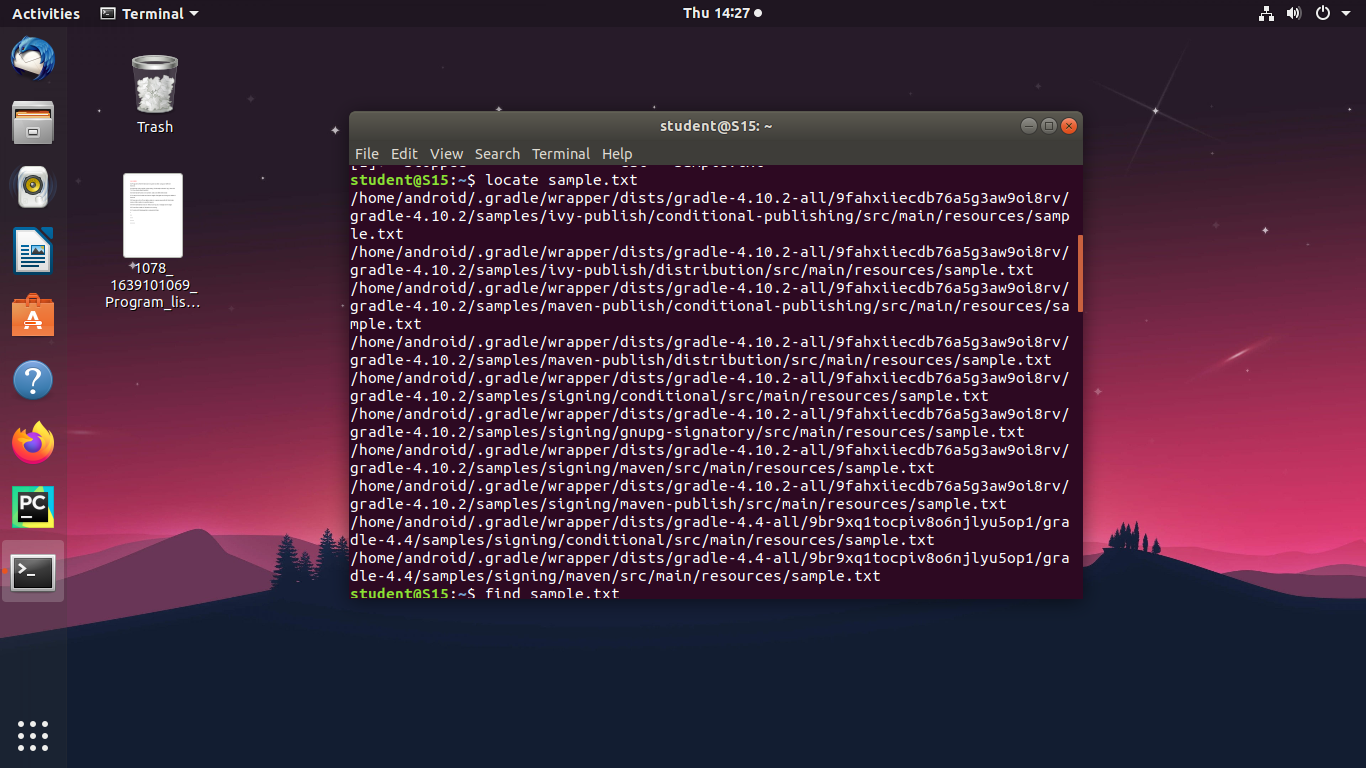 Activities
Terminal
Thu 14:27
Trash
1078_
1639101069_
Program_lis...
student@S15: ~
File Edit View Search Terminal Help
student@S15:~$ locate sample.txt
/home/android/.gradle/wrapper/dists/gradle-4.10.2-all/9fahxiiecdb76a5g3aw9oi8rv/
gradle-4.10.2/samples/ivy-publish/conditional-publishing/src/main/resources/samp
le.txt
/home/android/.gradle/wrapper/dists/gradle-4.10.2-all/9fahxiiecdb76a5g3aw9oi8rv/
gradle-4.10.2/samples/ivy-publish/distribution/src/main/resources/sample.txt
/home/android/.gradle/wrapper/dists/gradle-4.10.2-all/9fahxiiecdb76a5g3aw9oi8rv/
gradle-4.10.2/samples/maven-publish/conditional-publishing/src/main/resources/sa
mple.txt
/home/android/.gradle/wrapper/dists/gradle-4.10.2-all/9fahxiiecdb76a5g3aw9oi8rv/
gradle-4.10.2/samples/maven-publish/distribution/src/main/resources/sample.txt
/home/android/.gradle/wrapper/dists/gradle-4.10.2-all/9fahxiiecdb76a5g3aw9oi8rv/
gradle-4.10.2/samples/signing/conditional/src/main/resources/sample.txt
/home/android/.gradle/wrapper/dists/gradle-4.10.2-all/9fahxiiecdb76a5g3aw9oi8rv/
gradle-4.10.2/samples/signing/gnupg-signatory/src/main/resources/sample.txt
/home/android/.gradle/wrapper/dists/gradle-4.10.2-all/9fahxiiecdb76a5g3aw9oi8rv/
gradle-4.10.2/samples/signing/maven/src/main/resources/sample.txt
/home/android/.gradle/wrapper/dists/gradle-4.10.2-all/9fahxiiecdb76a5g3aw9oi8rv/
gradle-4.10.2/samples/signing/maven-publish/src/main/resources/sample.txt
/home/android/.gradle/wrapper/dists/gradle-4.4-all/9br9xq1tocpiv8o6njlyu5op1/gra
dle-4.4/samples/signing/conditional/src/main/resources/sample.txt
/home/android/.gradle/wrapper/dists/gradle-4.4-all/9br9xq1tocpiv8o6njlyu5op1/gra
dle-4.4/samples/signing/maven/src/main/resources/sample.txt
student@S15:~$ find sample.txt
PC